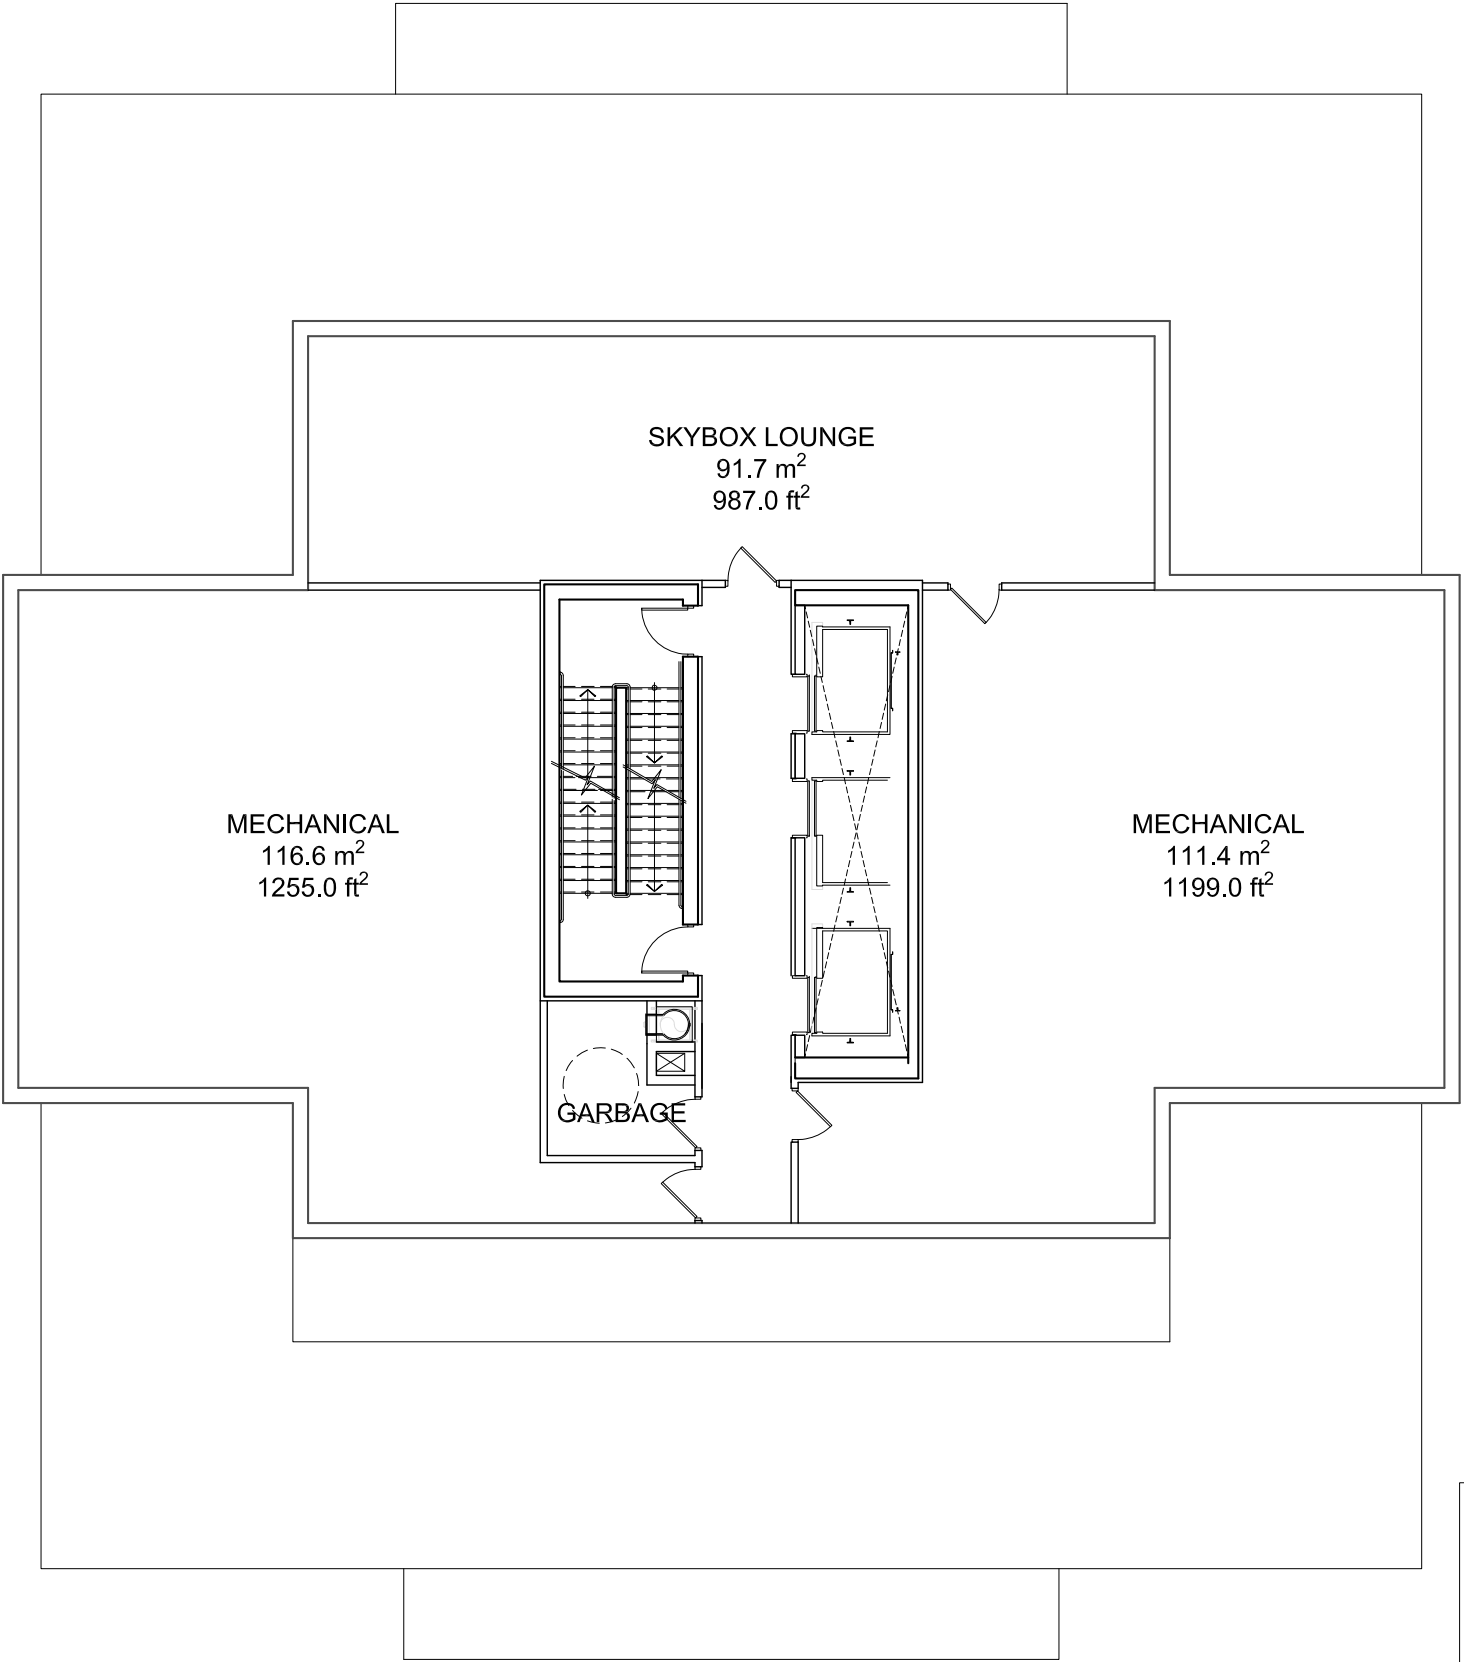 SKYBOX LOUNGE
91.7 m²
987.0 ft²
MECHANICAL
116.6 m²
1255.0 ft²
MECHANICAL
111.4 m²
1199.0 ft²
GARBAGE